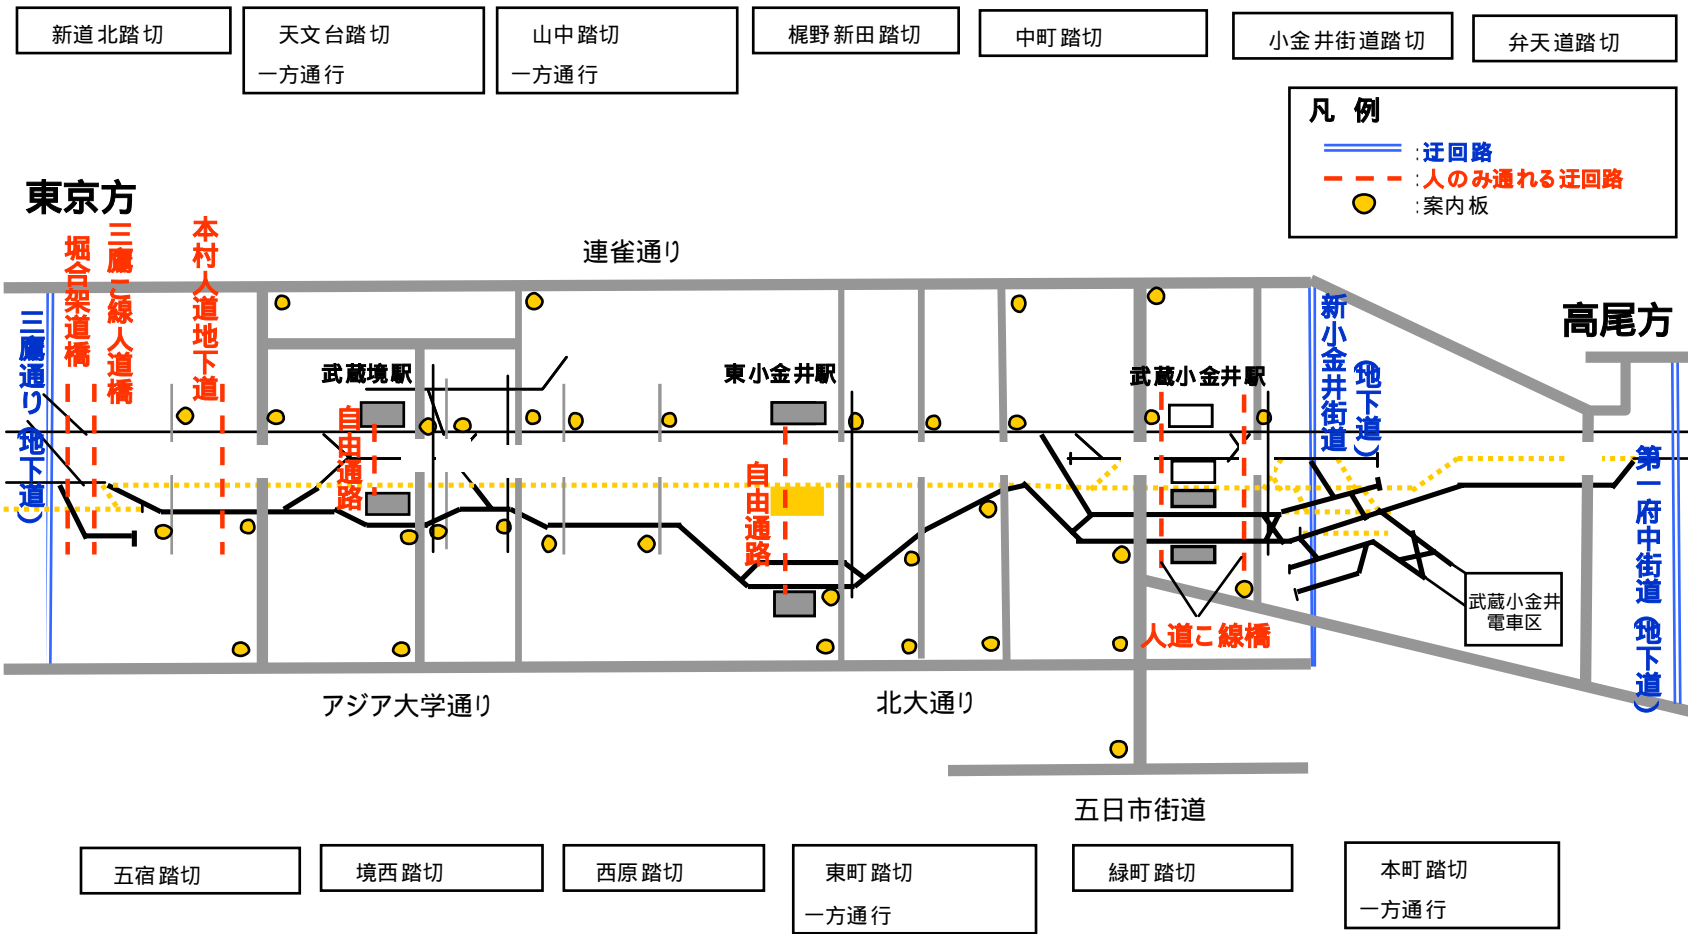 新道北踏切
天文台踏切
一方通行
山中踏切
一方通行
梶野新田踏切
中町踏切
小金井街道踏切
弁天道踏切
凡 例
:迂回路
:人のみ通れる迂回路
:案内板
東京方
堀合架道橋
三鷹こ線人道橋
本村人道地下道
三鷹通り(地下道)
連雀通り
高尾方
武蔵境駅
自由通路
東小金井駅
自由通路
武蔵小金井駅
新小金井街道
(地下道)
第一府中街道(地下道)
人道こ線橋
武蔵小金井
電車区
アジア大学通り
北大通り
五日市街道
五宿踏切
境西踏切
西原踏切
東町踏切
一方通行
緑町踏切
本町踏切
一方通行